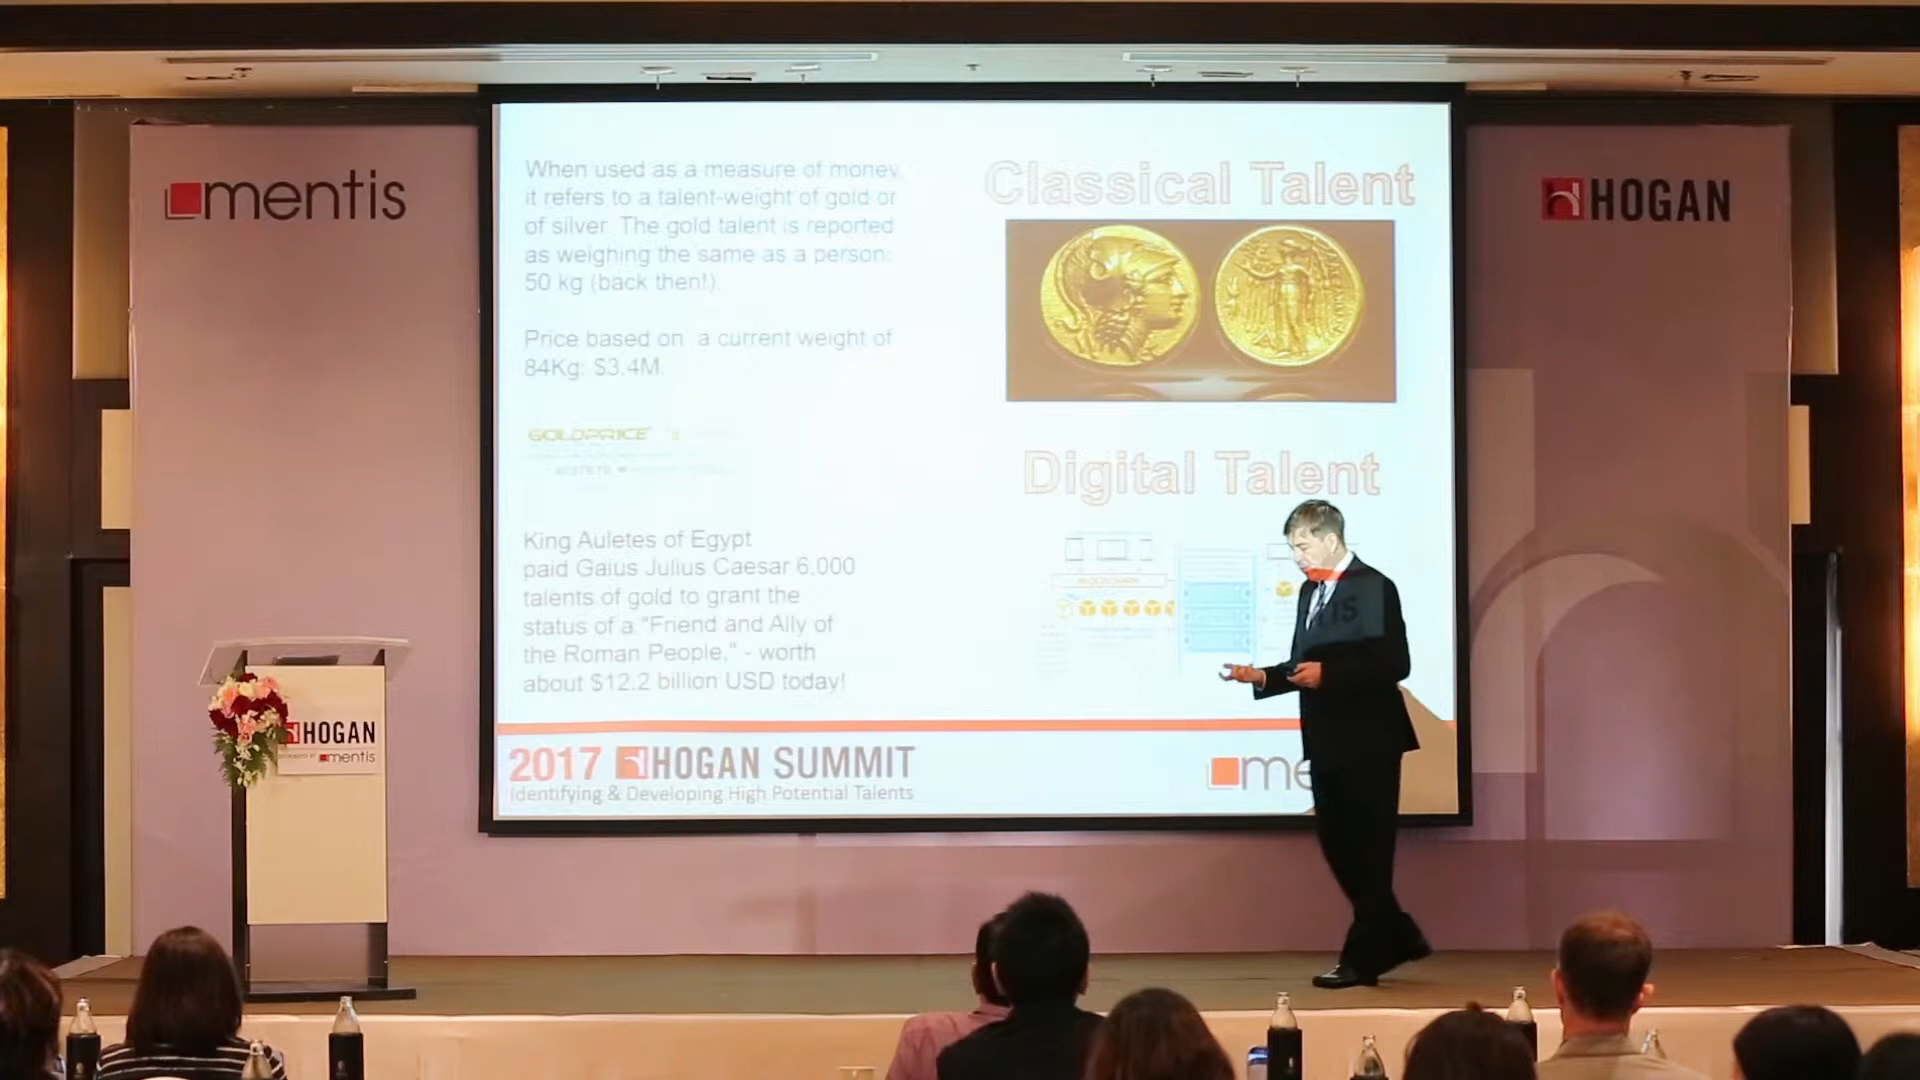 mentis
HOGAN
When used as a measure of money,
it refers to a talent-weight of gold or
of silver. The gold talent is reported
as weighing the same as a person:
50 kg (back then!).
Price based on a current weight of
84Kg: $3.4M.
GOLDPRICE
King Auletes of Egypt
paid Gaius Julius Caesar 6,000
talents of gold to grant the
status of a "Friend and Ally of
the Roman People," - worth
about $12.2 billion USD today!
Classical Talent
Digital Talent
BLOCKCHAIN
2017 HOGAN SUMMIT
Identifying & Developing High Potential Talents
me
HOGAN
mentis